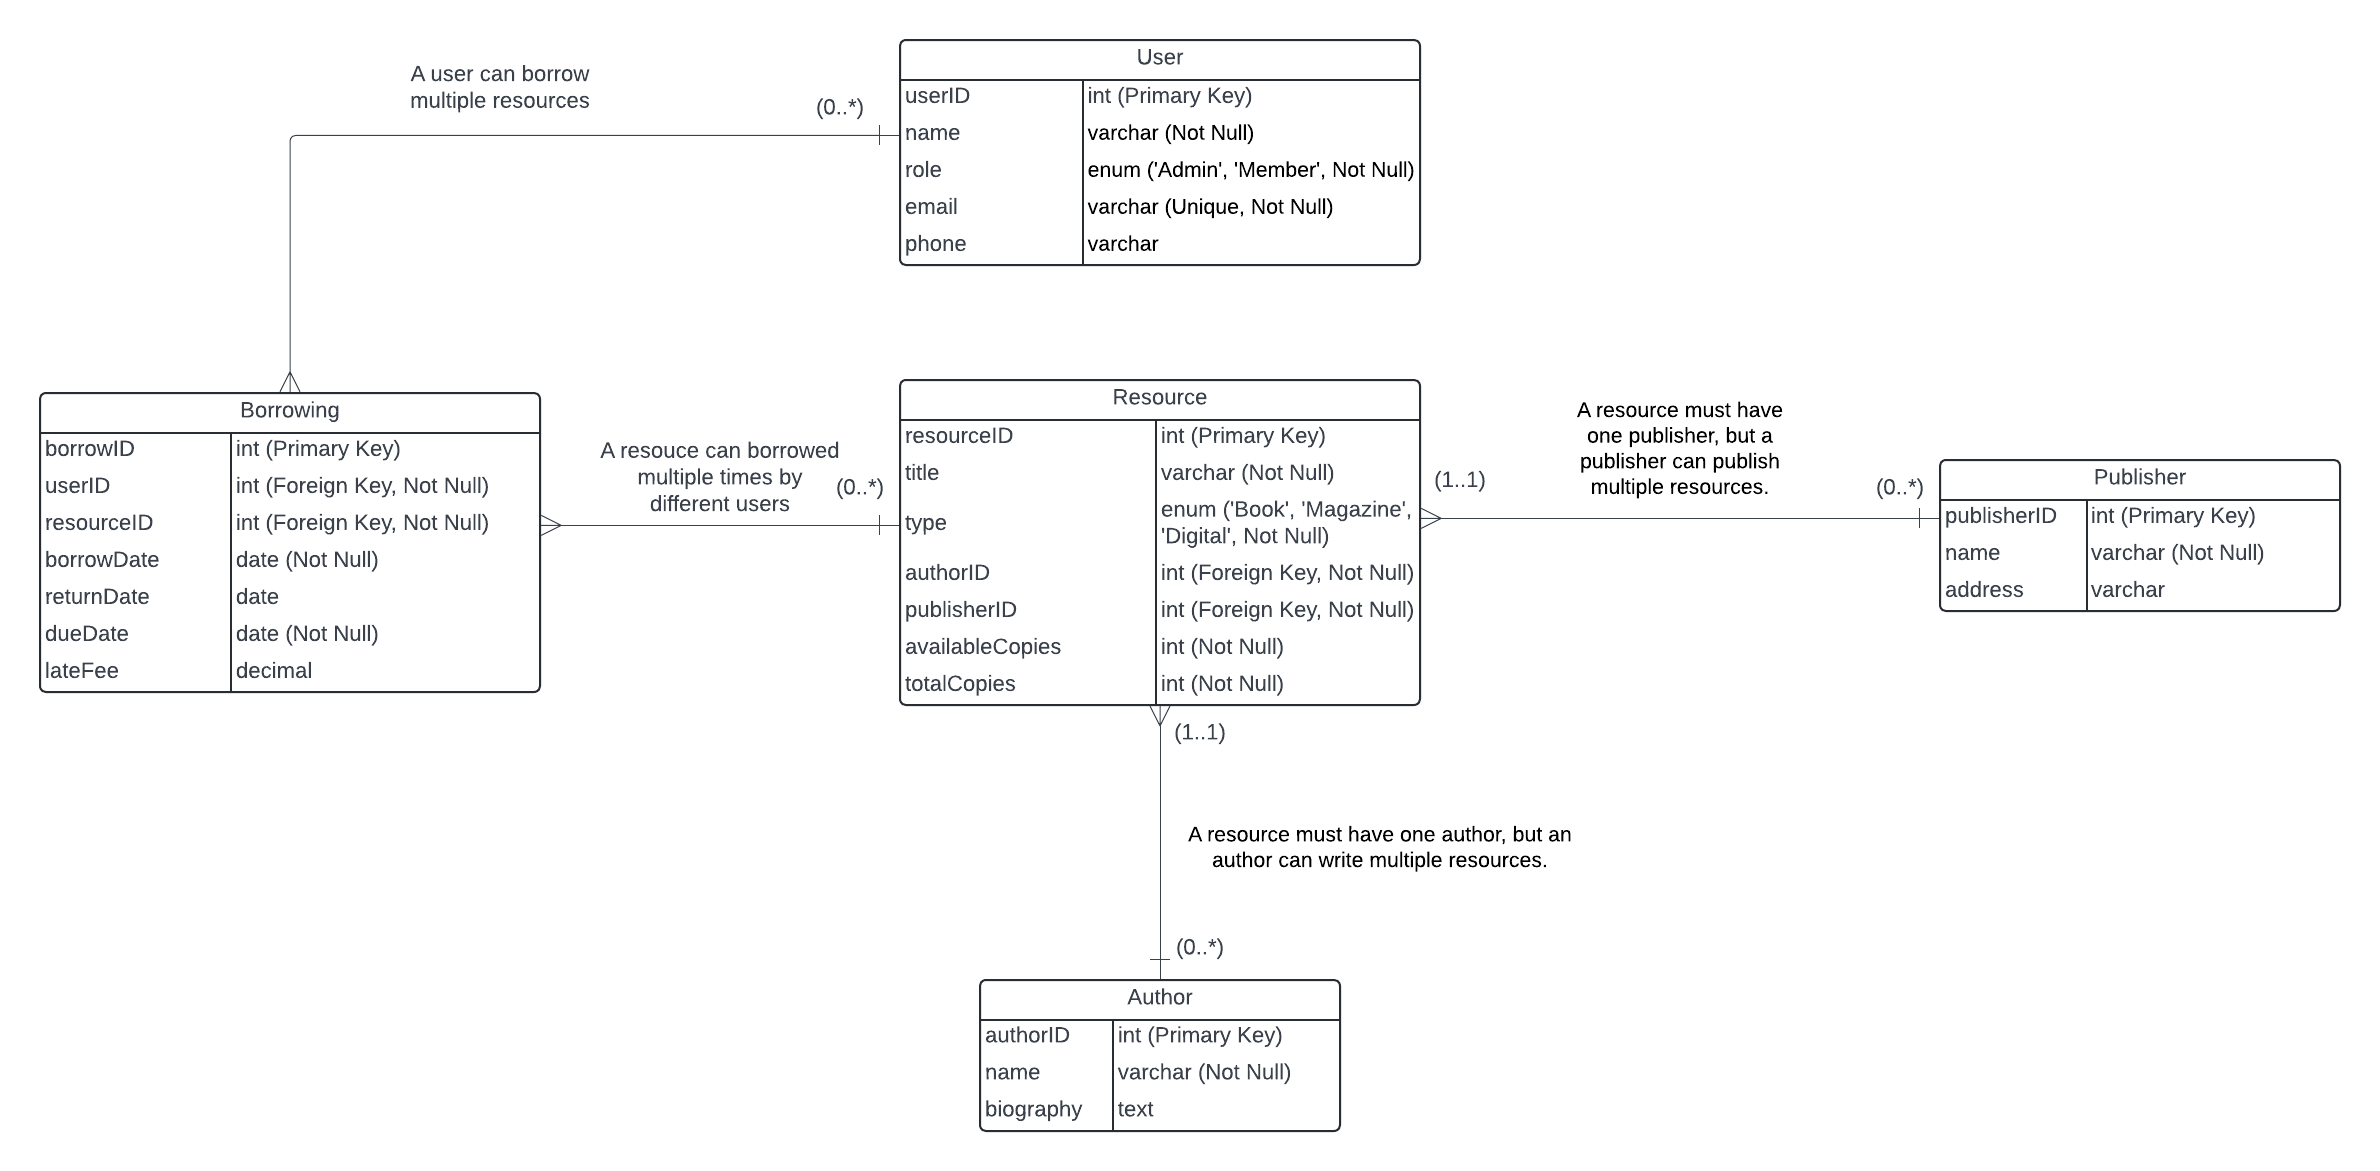 A user can borrow
multiple resources
(0..*)
User
userID int (Primary Key)
name varchar (Not Null)
role enum ('Admin', 'Member', Not Null)
email varchar (Unique, Not Null)
phone varchar
Borrowing
borrowID int (Primary Key)
userID int (Foreign Key, Not Null)
resourceID int (Foreign Key, Not Null)
borrowDate date (Not Null)
returnDate date
dueDate date (Not Null)
lateFee decimal
A resouce can borrowed
multiple times by
different users
(0..*)
Resource
resourceID int (Primary Key)
title varchar (Not Null)
type enum ('Book', 'Magazine',
'Digital', Not Null)
authorID int (Foreign Key, Not Null)
publisherID int (Foreign Key, Not Null)
availableCopies int (Not Null)
totalCopies int (Not Null)
(1..1)
A resource must have
one publisher, but a
publisher can publish
multiple resources.
(0..*)
Publisher
publisherID int (Primary Key)
name varchar (Not Null)
address varchar
(1..1)
A resource must have one author, but an
author can write multiple resources.
(0..*)
Author
authorID int (Primary Key)
name varchar (Not Null)
biography text